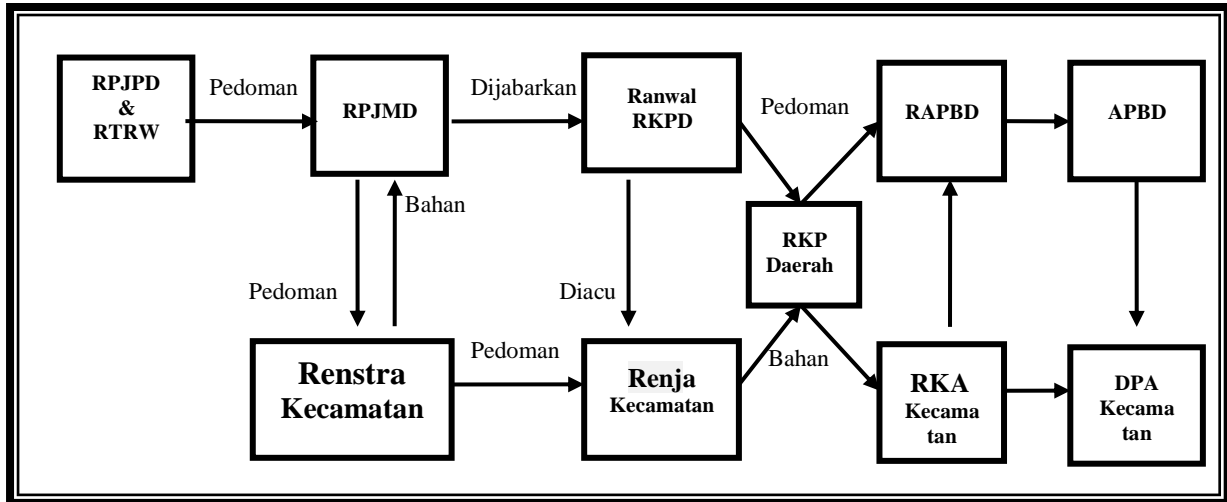 RPJPD
&
RTRW
Pedoman
RPJMD
Dijabarkan
Ranwal
RKPD
Pedoman
RAPBD
APBD
Bahan
RKP
Daerah
Pedoman
Diacu
Renstra
Kecamatan
Pedoman
Renja
Kecamatan
Bahan
RKA
Kecama
tan
DPA
Kecama
tan